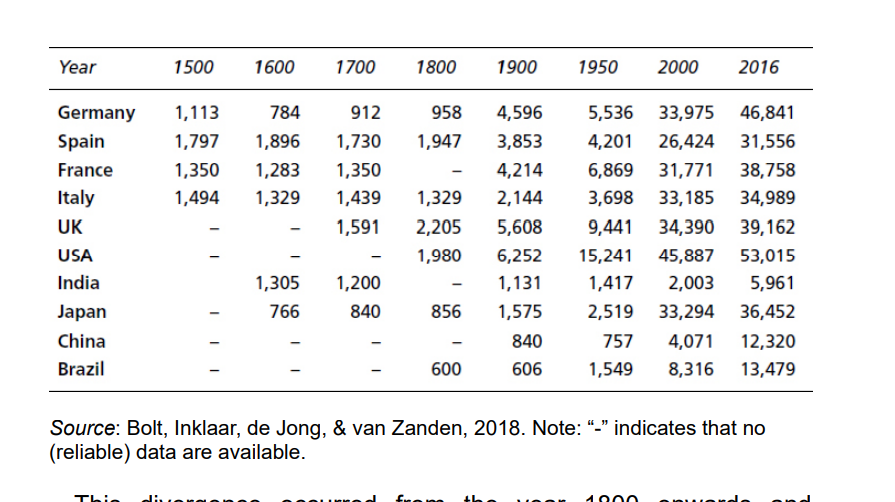 Year 1500 1600 1700 1800 1900 1950 2000 2016
Germany 1,113 784 912 958 4,596 5,536 33,975 46,841
Spain 1,797 1,896 1,730 1,947 3,853 4,201 26,424 31,556
France 1,350 1,283 1,350 – 4,214 6,869 31,771 38,758
Italy 1,494 1,329 1,439 1,329 2,144 3,698 33,185 34,989
UK – – 1,591 2,205 5,608 9,441 34,390 39,162
USA – – – 1,980 6,252 15,241 45,887 53,015
India 1,305 1,200 – 1,131 1,417 2,003 5,961
Japan – 766 840 856 1,575 2,519 33,294 36,452
China – – – – 840 757 4,071 12,320
Brazil – – – 600 606 1,549 8,316 13,479
Source: Bolt, Inklaar, de Jong, & van Zanden, 2018. Note: “-” indicates that no
(reliable) data are available.
This divergence occurred from the year 1800 onwards and